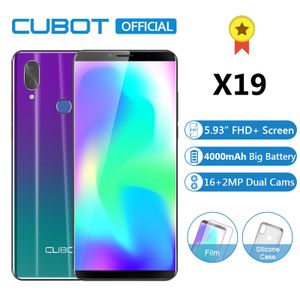 CUBOT OFFICIAL
X19
5.93" FHD+ Screen
4000mAh Big Battery
16+2MP Dual Cams
CUBOT
Film
Silicone
Case